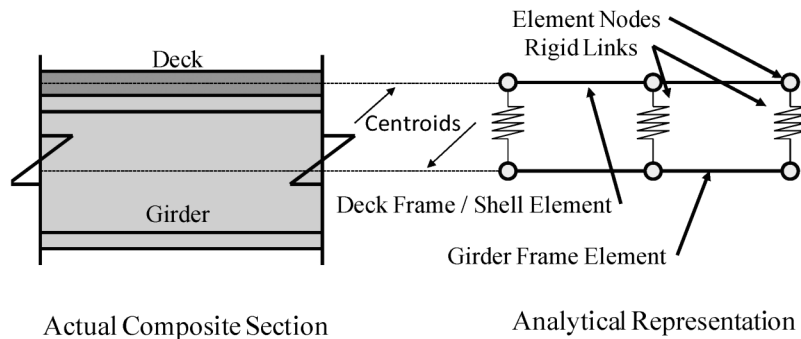 Element Nodes
Rigid Links
Deck
Centroids
Deck Frame / Shell Element
Girder
Girder Frame Element
Actual Composite Section
Analytical Representation